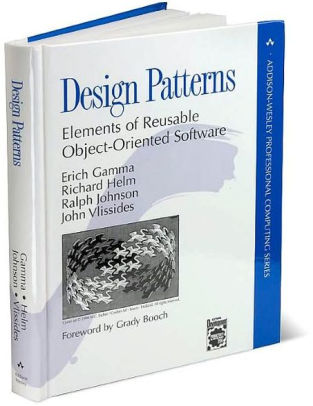 Design Patterns
Elements of Reusable
Object-Oriented Software
Erich Gamma
Richard Helm
Ralph Johnson
John Vlissides
Foreword by Grady Booch
ADDISON-WESLEY PROFESSIONAL COMPUTING SERIES
Design Patterns
Gamma • Helm
Johnson • Vlissides